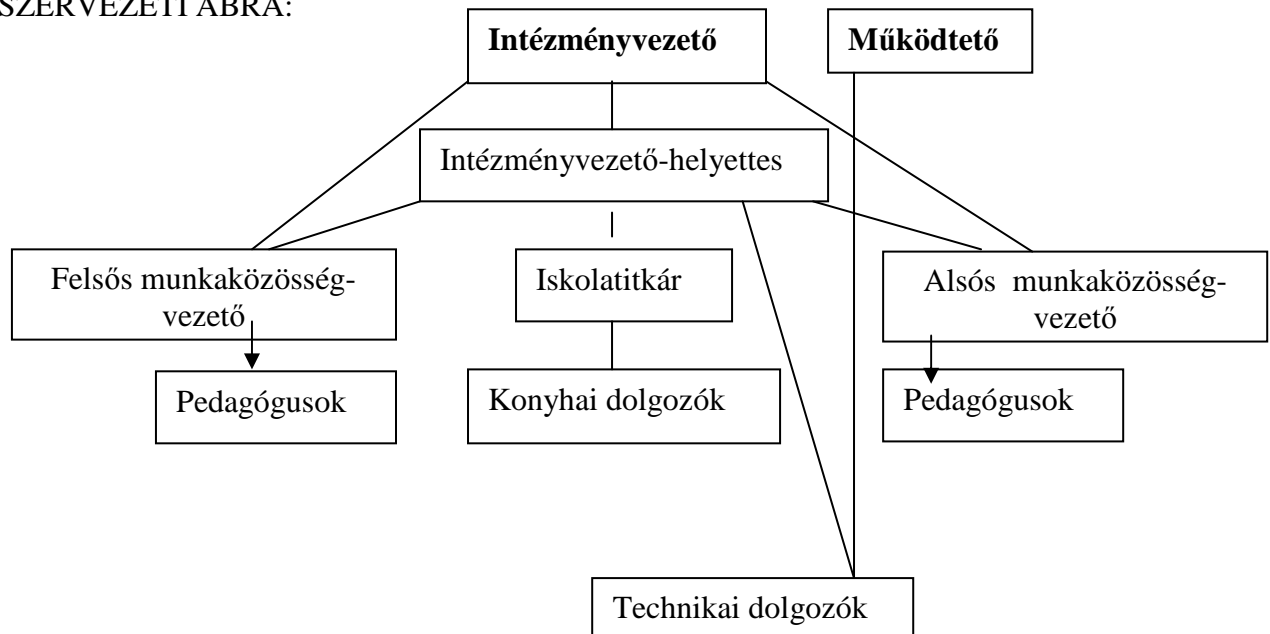 SZERVEZETI ÁBRA:
Intézményvezető
Működtető
Intézményvezető-helyettes
Felsős munkaközösség-
vezető
Iskolatitkár
Alsós munkaközösség-
vezető
Pedagógusok
Konyhai dolgozók
Pedagógusok
Technikai dolgozók